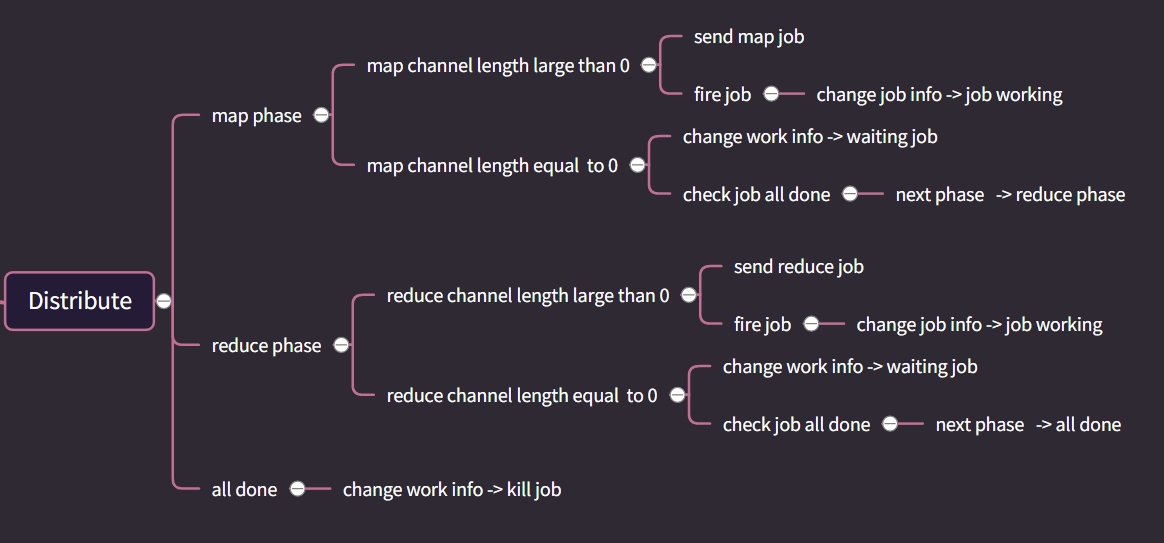 send map job
map channel length large than 0
fire job
change job info -> job working
map phase
change work info -> waiting job
map channel length equal  to 0
check job all done
next phase   -> reduce phase
Distribute
send reduce job
reduce channel length large than 0
fire job
change job info -> job working
reduce phase
change work info -> waiting job
reduce channel length equal  to 0
check job all done
next phase   -> all done
all done
change work info -> kill job